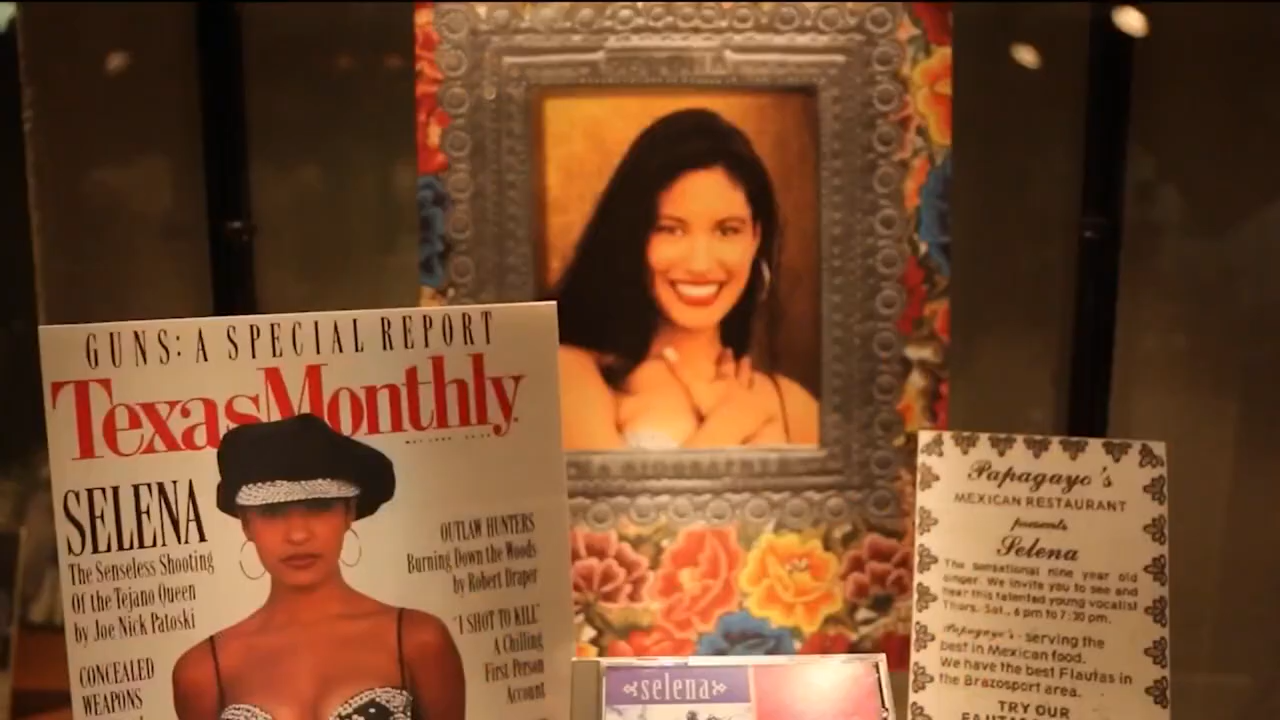 GUNS: A SPECIAL REPORT
Texas Monthly
SELENA
The Senseless Shooting
Of the Tejano Queen
by Joe Nick Patoski
CONCEALED
WEAPONS
OUTLAW HUNTERS
Burning Down the Woods
by Robert Draper
"I SHOT TO KILL"
A Chilling
First-Person
Account
A BIOGRAPHY
selena
Papagayo's
MEXICAN RESTAURANT
presents
Selena
The sensational nine year old
singer. We invite you to see and
hear this talented young vocalist
Thurs.-Sat., 6 pm to 7:30 pm.
Papagayo's - serving the
best in Mexican food.
We have the best Flautas in
the Brazosport area.
TRY OUR